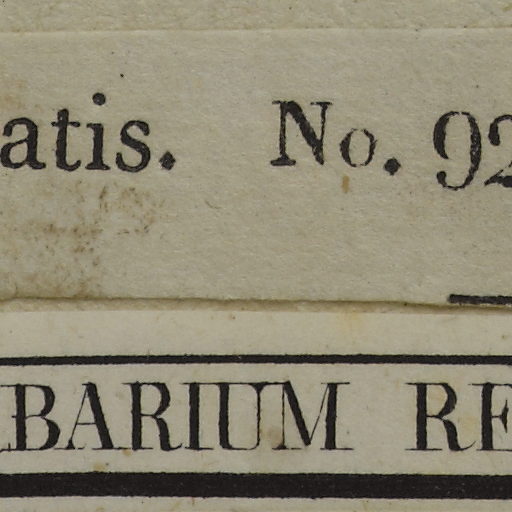 atis. No. 92
BARIUM RE